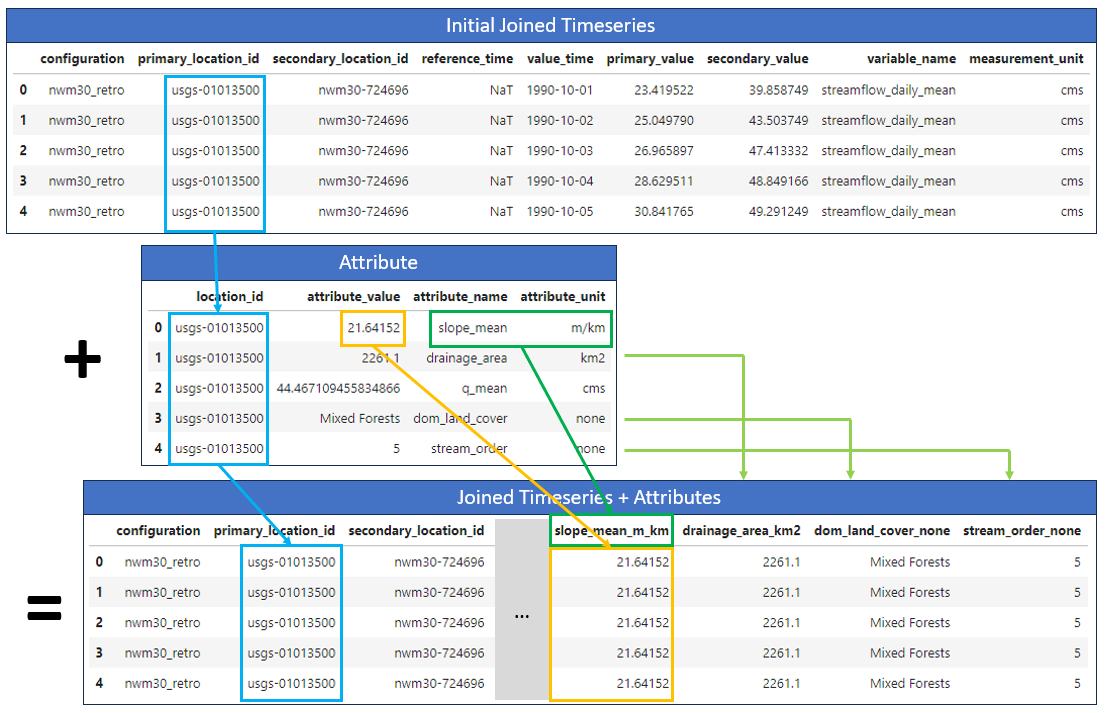 Initial Joined Timeseries
configuration primary_location_id secondary_location_id reference_time value_time primary_value secondary_value variable_name measurement_unit
0 nwm30_retro usgs-01013500 nwm30-724696 NaT 1990-10-01 23.419522 39.858749 streamflow_daily_mean cms
1 nwm30_retro usgs-01013500 nwm30-724696 NaT 1990-10-02 25.049790 43.503749 streamflow_daily_mean cms
2 nwm30_retro usgs-01013500 nwm30-724696 NaT 1990-10-03 26.965897 47.413332 streamflow_daily_mean cms
3 nwm30_retro usgs-01013500 nwm30-724696 NaT 1990-10-04 28.629511 48.849166 streamflow_daily_mean cms
4 nwm30_retro usgs-01013500 nwm30-724696 NaT 1990-10-05 30.841765 49.291249 streamflow_daily_mean cms
Attribute
location_id attribute_value attribute_name attribute_unit
0 usgs-01013500 21.64152 slope_mean m/km
+
1 usgs-01013500 2261.1 drainage_area km2
2 usgs-01013500 44.467109455834866 q_mean cms
3 usgs-01013500 Mixed Forests dom_land_cover none
4 usgs-01013500 5 stream_order none
Joined Timeseries + Attributes
configuration primary_location_id secondary_location_id slope_mean_m_km drainage_area_km2 dom_land_cover_none stream_order_none
0 nwm30_retro usgs-01013500 nwm30-724696 21.64152 2261.1 Mixed Forests 5
1 nwm30_retro usgs-01013500 nwm30-724696 21.64152 2261.1 Mixed Forests 5
=
...
2 nwm30_retro usgs-01013500 nwm30-724696 21.64152 2261.1 Mixed Forests 5
3 nwm30_retro usgs-01013500 nwm30-724696 21.64152 2261.1 Mixed Forests 5
4 nwm30_retro usgs-01013500 nwm30-724696 21.64152 2261.1 Mixed Forests 5